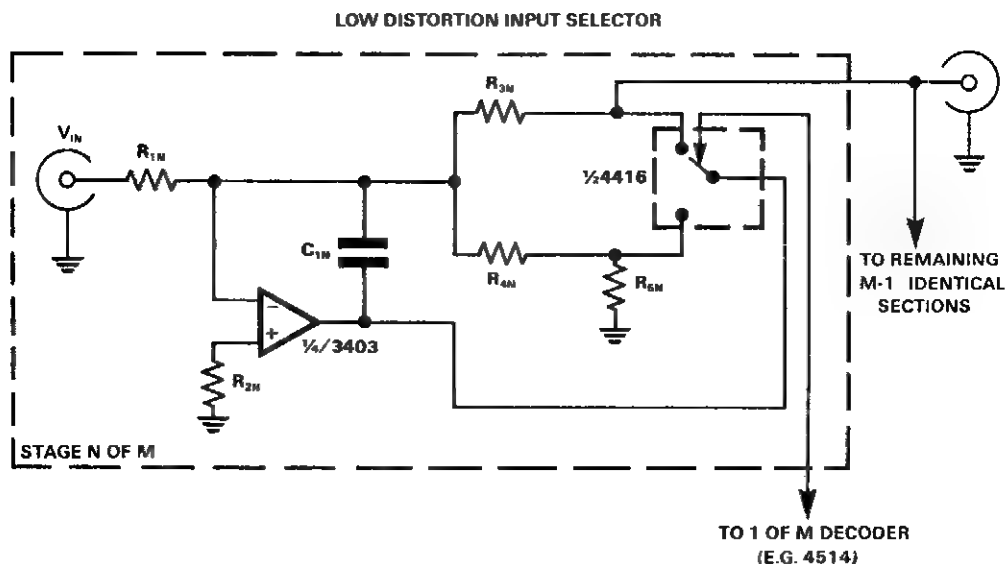 LOW DISTORTION INPUT SELECTOR
VIN
R1N
R3N
½4416
C1N
R4N
R5N
−
+
¼/3403
R2N
STAGE N OF M
TO REMAINING
M-1 IDENTICAL
SECTIONS
TO 1 OF M DECODER
(E.G. 4514)